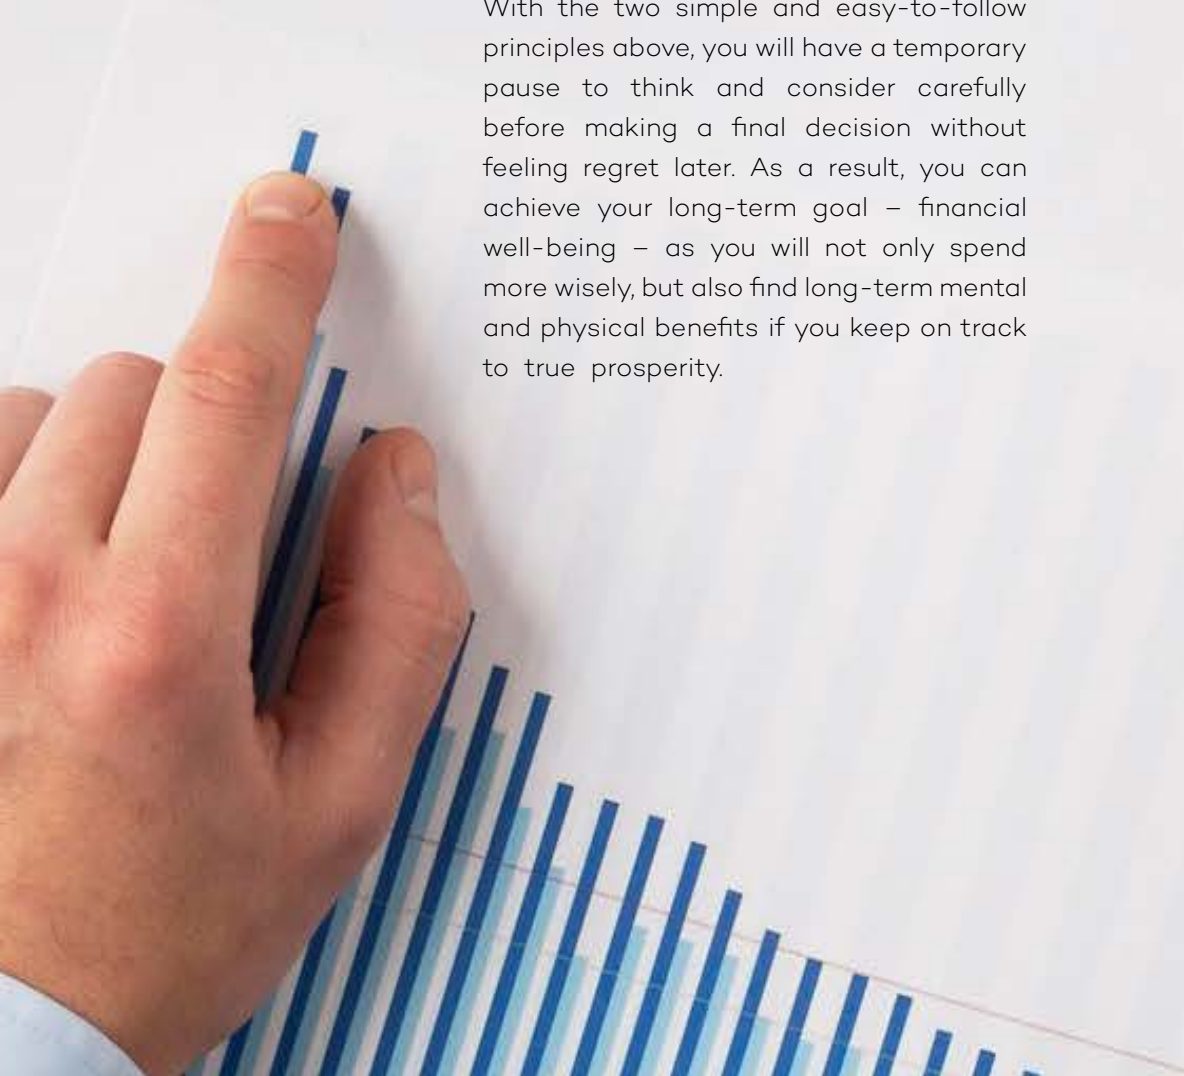 With the two simple and easy-to-follow
principles above, you will have a temporary
pause to think and consider carefully
before making a final decision without
feeling regret later. As a result, you can
achieve your long-term goal – financial
well-being – as you will not only spend
more wisely, but also find long-term mental
and physical benefits if you keep on track
to true prosperity.